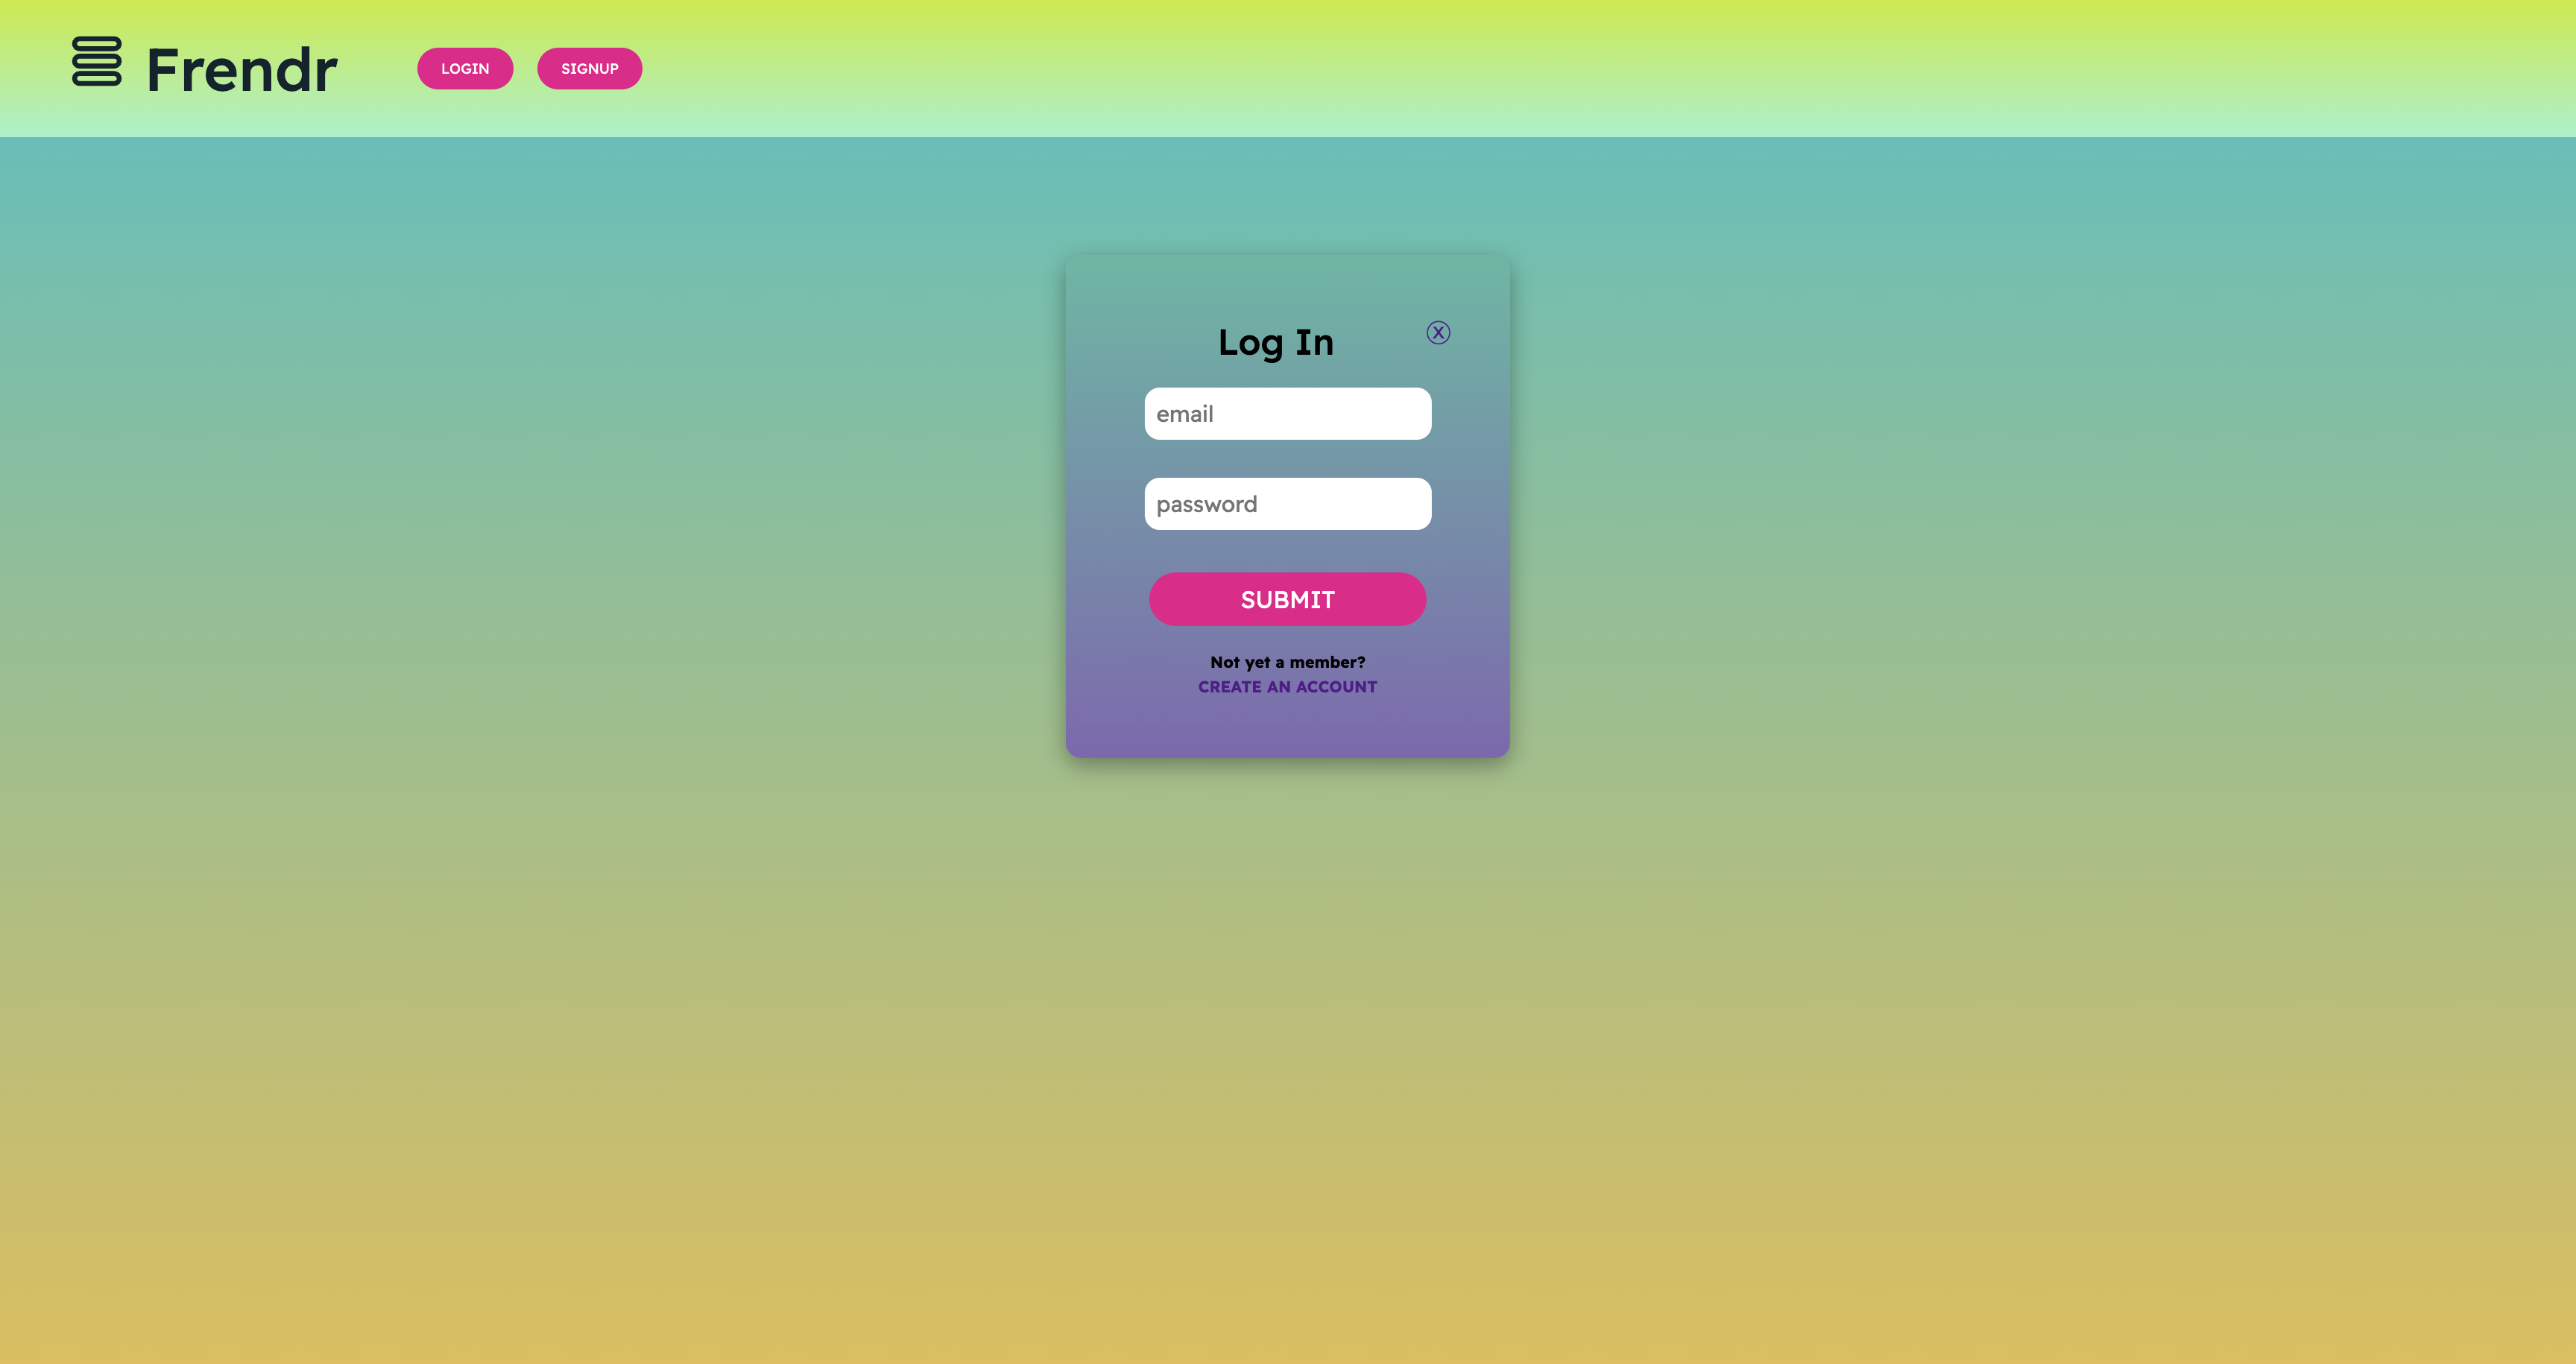 Frendr
LOGIN
SIGNUP
Log In
ⓧ
email
password
SUBMIT
Not yet a member?
CREATE AN ACCOUNT